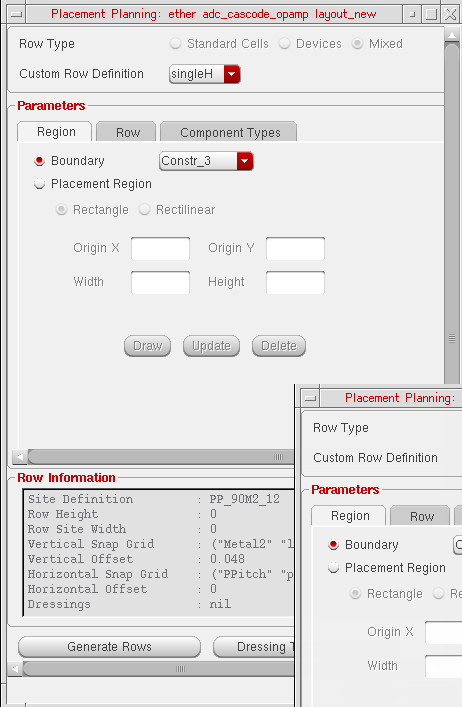 Placement Planning: ether adc_cascode_opamp layout_new
Row Type Standard Cells Devices Mixed
Custom Row Definition singleH
Parameters
Region Row Component Types
Boundary Constr_3
Placement Region
Rectangle Rectilinear
Origin X Origin Y
Width Height
Draw Update Delete
Row Information
Site Definition : PP_90M2_12
Row Height : 0
Row Site Width : 0
Vertical Snap Grid : ("Metal2" "l
Vertical Offset : 0.048
Horizontal Snap Grid : ("PPitch" "p
Horizontal Offset : 0
Dressings : nil
Generate Rows Dressing T
Placement Planning:
Row Type
Custom Row Definition
Parameters
Region Row
Boundary
Placement Region
Rectangle Re
Origin X
Width